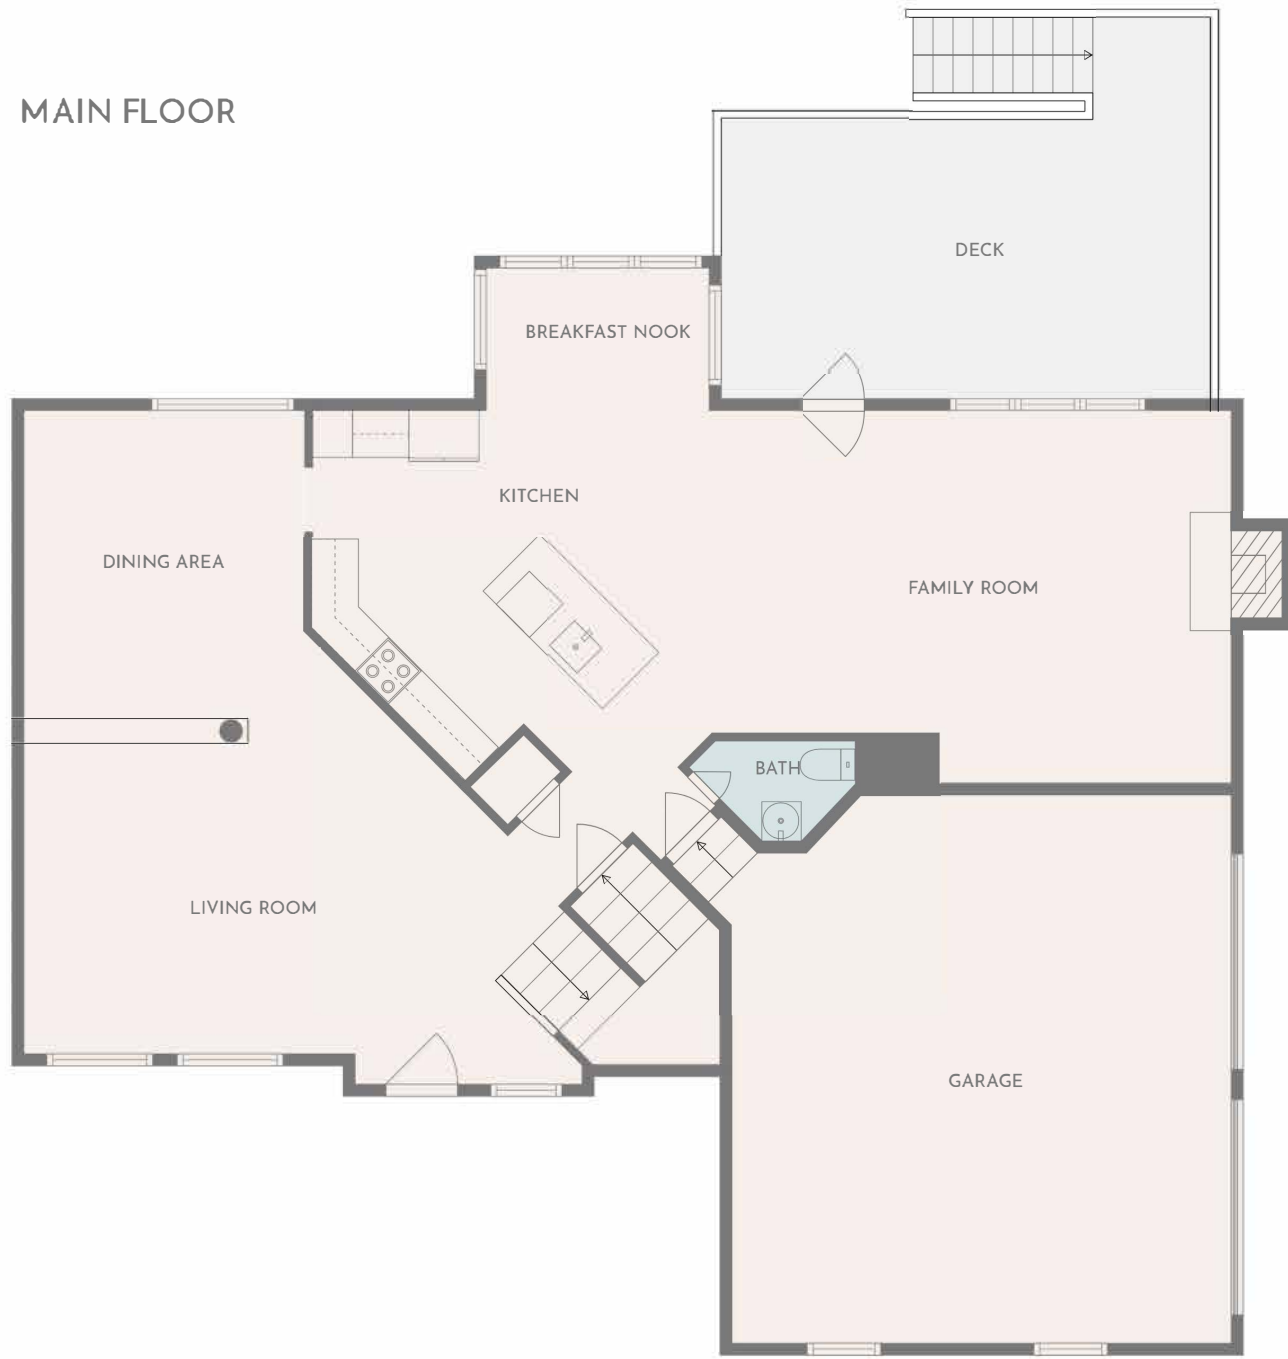 MAIN FLOOR
DECK
BREAKFAST NOOK
KITCHEN
DINING AREA
FAMILY ROOM
BATH
LIVING ROOM
GARAGE